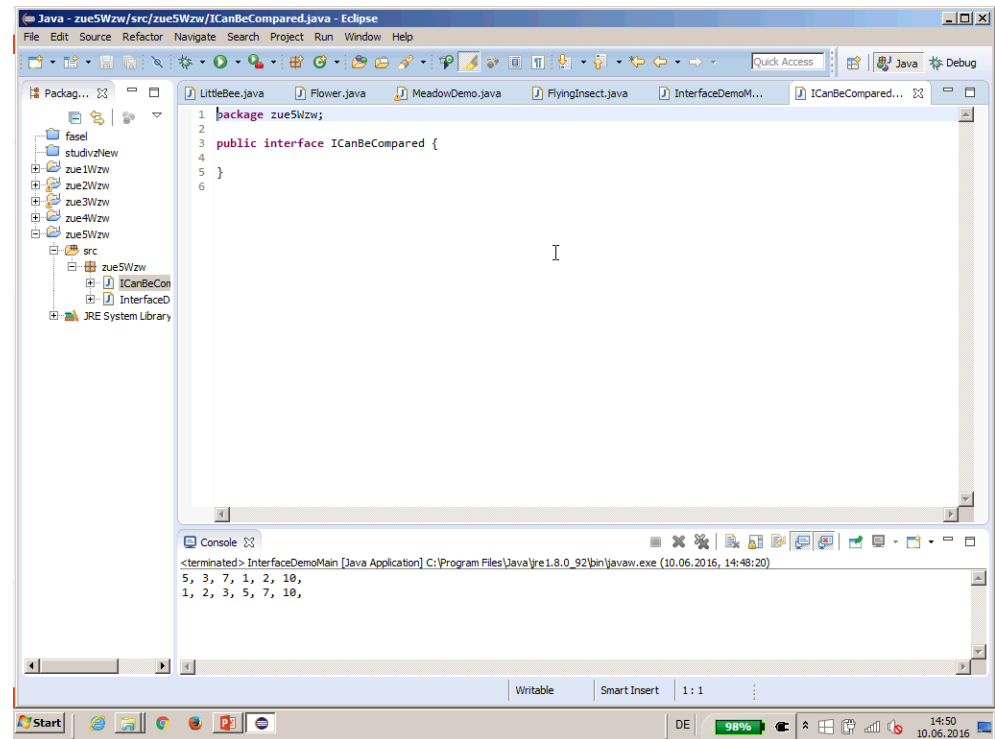 Java - zue5Wzw/src/zue5Wzw/ICanBeCompared.java - Eclipse
File Edit Source Refactor Navigate Search Project Run Window Help
Quick Access
Java
Debug
Packag...
LittleBee.java
Flower.java
MeadowDemo.java
FlyingInsect.java
InterfaceDemoM...
ICanBeCompared...
fasel
studivzNew
zue1Wzw
zue2Wzw
zue3Wzw
zue4Wzw
zue5Wzw
src
zue5Wzw
ICanBeCon
InterfaceD
JRE System Library
1 package zue5Wzw;
2
3 public interface ICanBeCompared {
4
5 }
6
Console
<terminated> InterfaceDemoMain [Java Application] C:\Program Files\Java\jre1.8.0_92\bin\javaw.exe (10.06.2016, 14:48:20)
5, 3, 7, 1, 2, 10,
1, 2, 3, 5, 7, 10,
Writable
Smart Insert
1 : 1
Start
DE
98%
14:50
10.06.2016